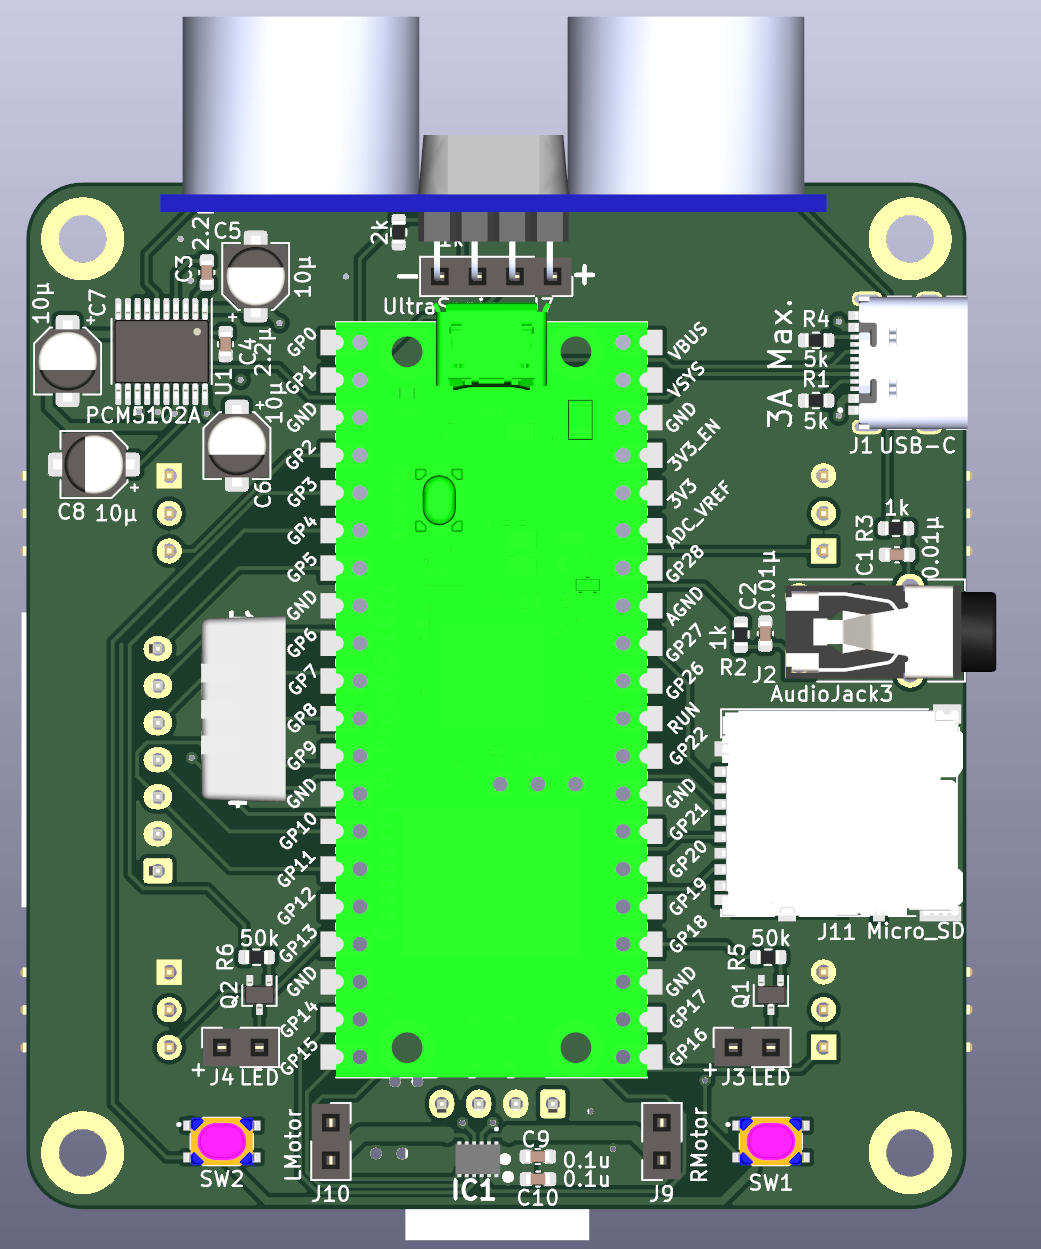 C5
2.2
2k
C3
10µ
10µ
C7
-
+
C4
2.2µ
U1
10µ
PCM5102A
C6
C8
10µ
3A Max.
R4
5k
R1
5k
J1 USB-C
1k
R3
C1
0.01µ
C2
0.01µ
1k
R2
J2
AudioJack3
J11
Micro_SD
GP0
GP1
GND
GP2
GP3
GP4
GP5
GND
GP6
GP7
GP8
GP9
GND
GP10
GP11
GP12
GP13
GND
GP14
GP15
VBUS
VSYS
GND
3V3_EN
3V3
ADC_VREF
GP28
AGND
GP27
GP26
RUN
GP22
GND
GP21
GP20
GP19
GP18
GND
GP17
GP16
50k
R6
Q2
+
J4 LED
50k
R5
Q1
+
J3 LED
SW2
LMotor
J10
IC1
C9
0.1u
0.1u
C10
RMotor
J9
SW1